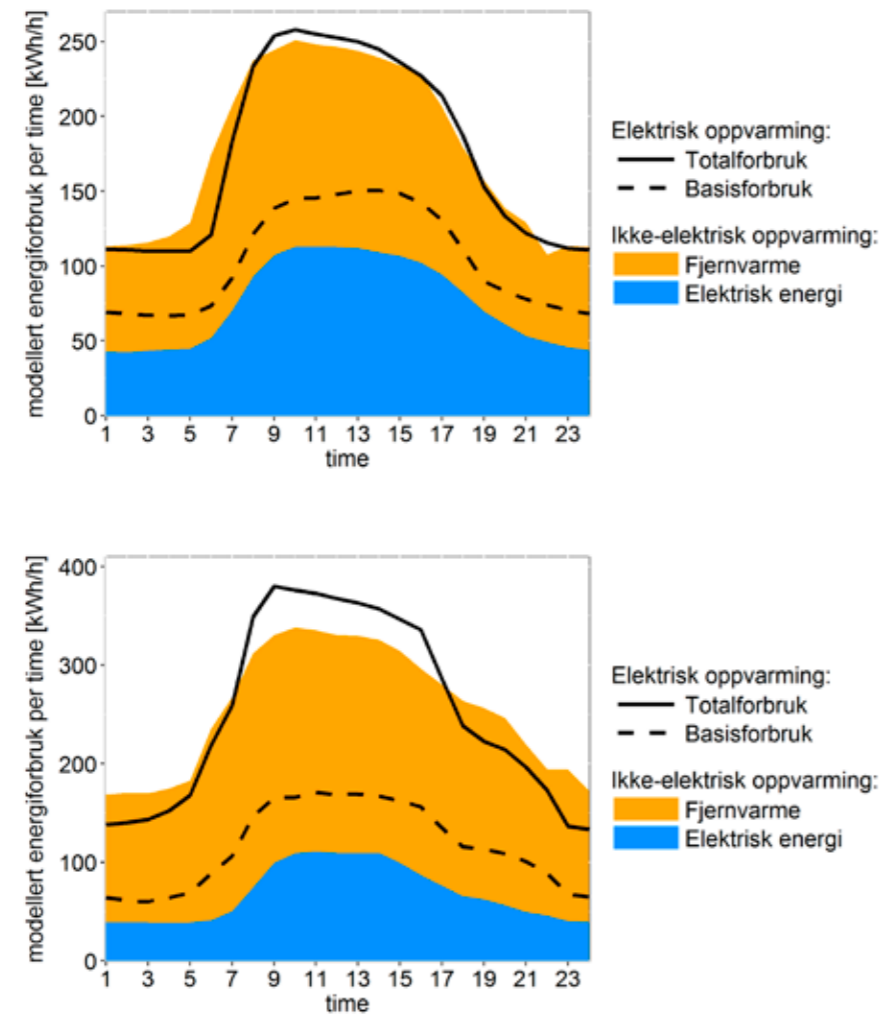 modellert energiforbruk per time [kWh/h]
250
200
150
100
50
0
1 3 5 7 9 11 13 15 17 19 21 23
time
Elektrisk oppvarming:
Totalforbruk
Basisforbruk
Ikke-elektrisk oppvarming:
Fjernvarme
Elektrisk energi
modellert energiforbruk per time [kWh/h]
400
300
200
100
0
1 3 5 7 9 11 13 15 17 19 21 23
time
Elektrisk oppvarming:
Totalforbruk
Basisforbruk
Ikke-elektrisk oppvarming:
Fjernvarme
Elektrisk energi